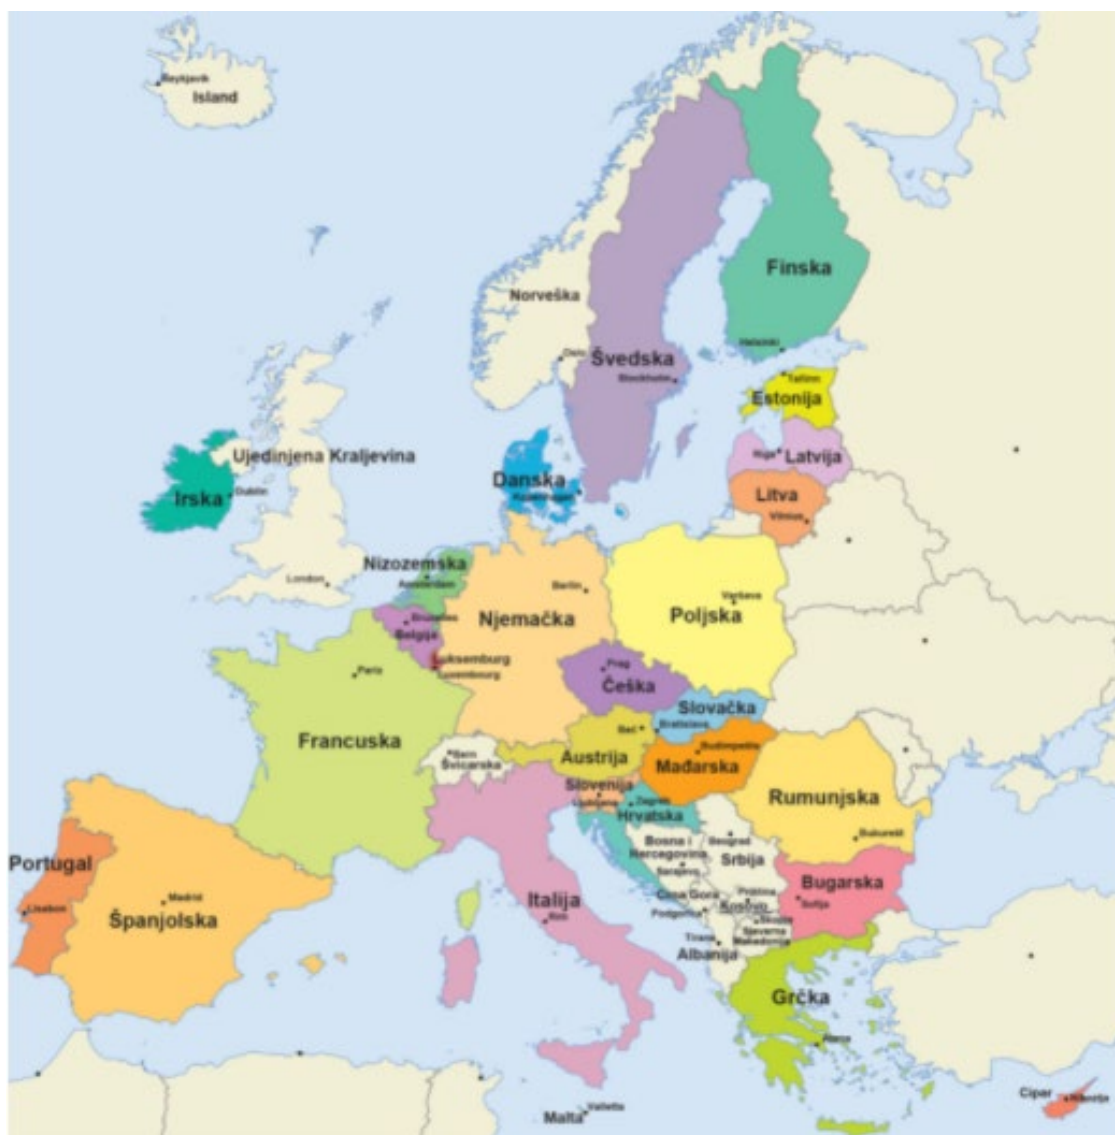 Reykjavik
Island
Finska
Norveška
Helsinki
Oslo
Švedska
Stockholm
Tallinn
Estonija
Ujedinjena Kraljevina
Riga
Latvija
Danska
Irska
Dublin
Kopenhagen
Litva
Vilnius
Nizozemska
London
Amsterdam
Berlin
Varšava
Bruxelles
Njemačka
Poljska
Belgija
Luksemburg
Luxembourg
Paris
Prag
Češka
Slovačka
Bratislava
Beč
Francuska
Bern
Švicarska
Austrija
Budimpešta
Mađarska
Slovenija
Ljubljana
Zagreb
Hrvatska
Rumunjska
Bukurešt
Bosna i
Hercegovina
Sarajevo
Beograd
Srbija
Portugal
Lisabon
Madrid
Španjolska
Italija
Rim
Crna Gora
Podgorica
Priština
Kosovo
Skopje
Sjeverna
Makedonija
Bugarska
Sofija
Tirana
Albanija
Grčka
Atena
Malta
Valletta
Cipar